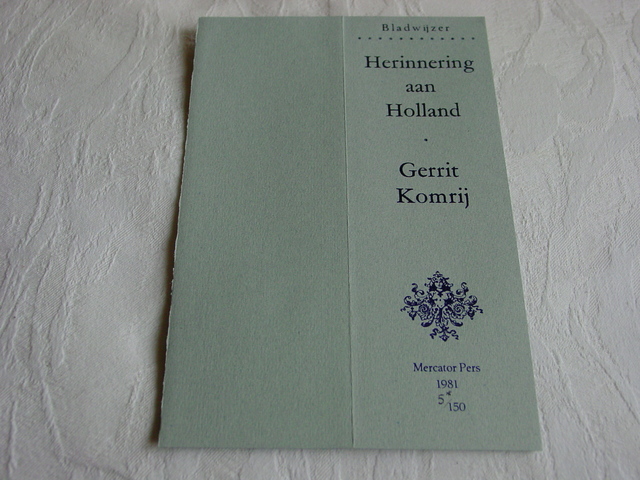 Bladwijzer
Herinnering
aan
Holland
Gerrit
Komrij
Mercator Pers
1981
5
150